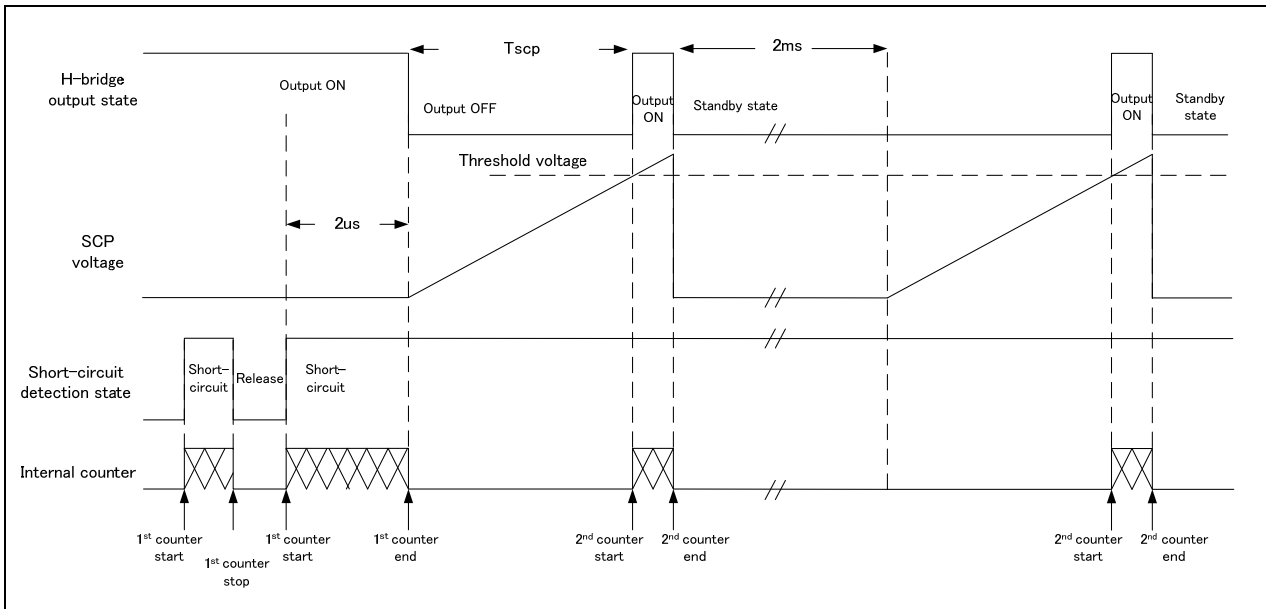 H-bridge
output state
Output ON
Tscp
Output OFF
Output
ON
2ms
Standby state
Output
ON
Standby
state
Threshold voltage
SCP
voltage
2us
Short-circuit
detection state
Short-
circuit
Release
Short-
circuit
Internal counter
1st counter
start
1st counter
stop
1st counter
start
1st counter
end
2nd counter
start
2nd counter
end
2nd counter
start
2nd counter
end